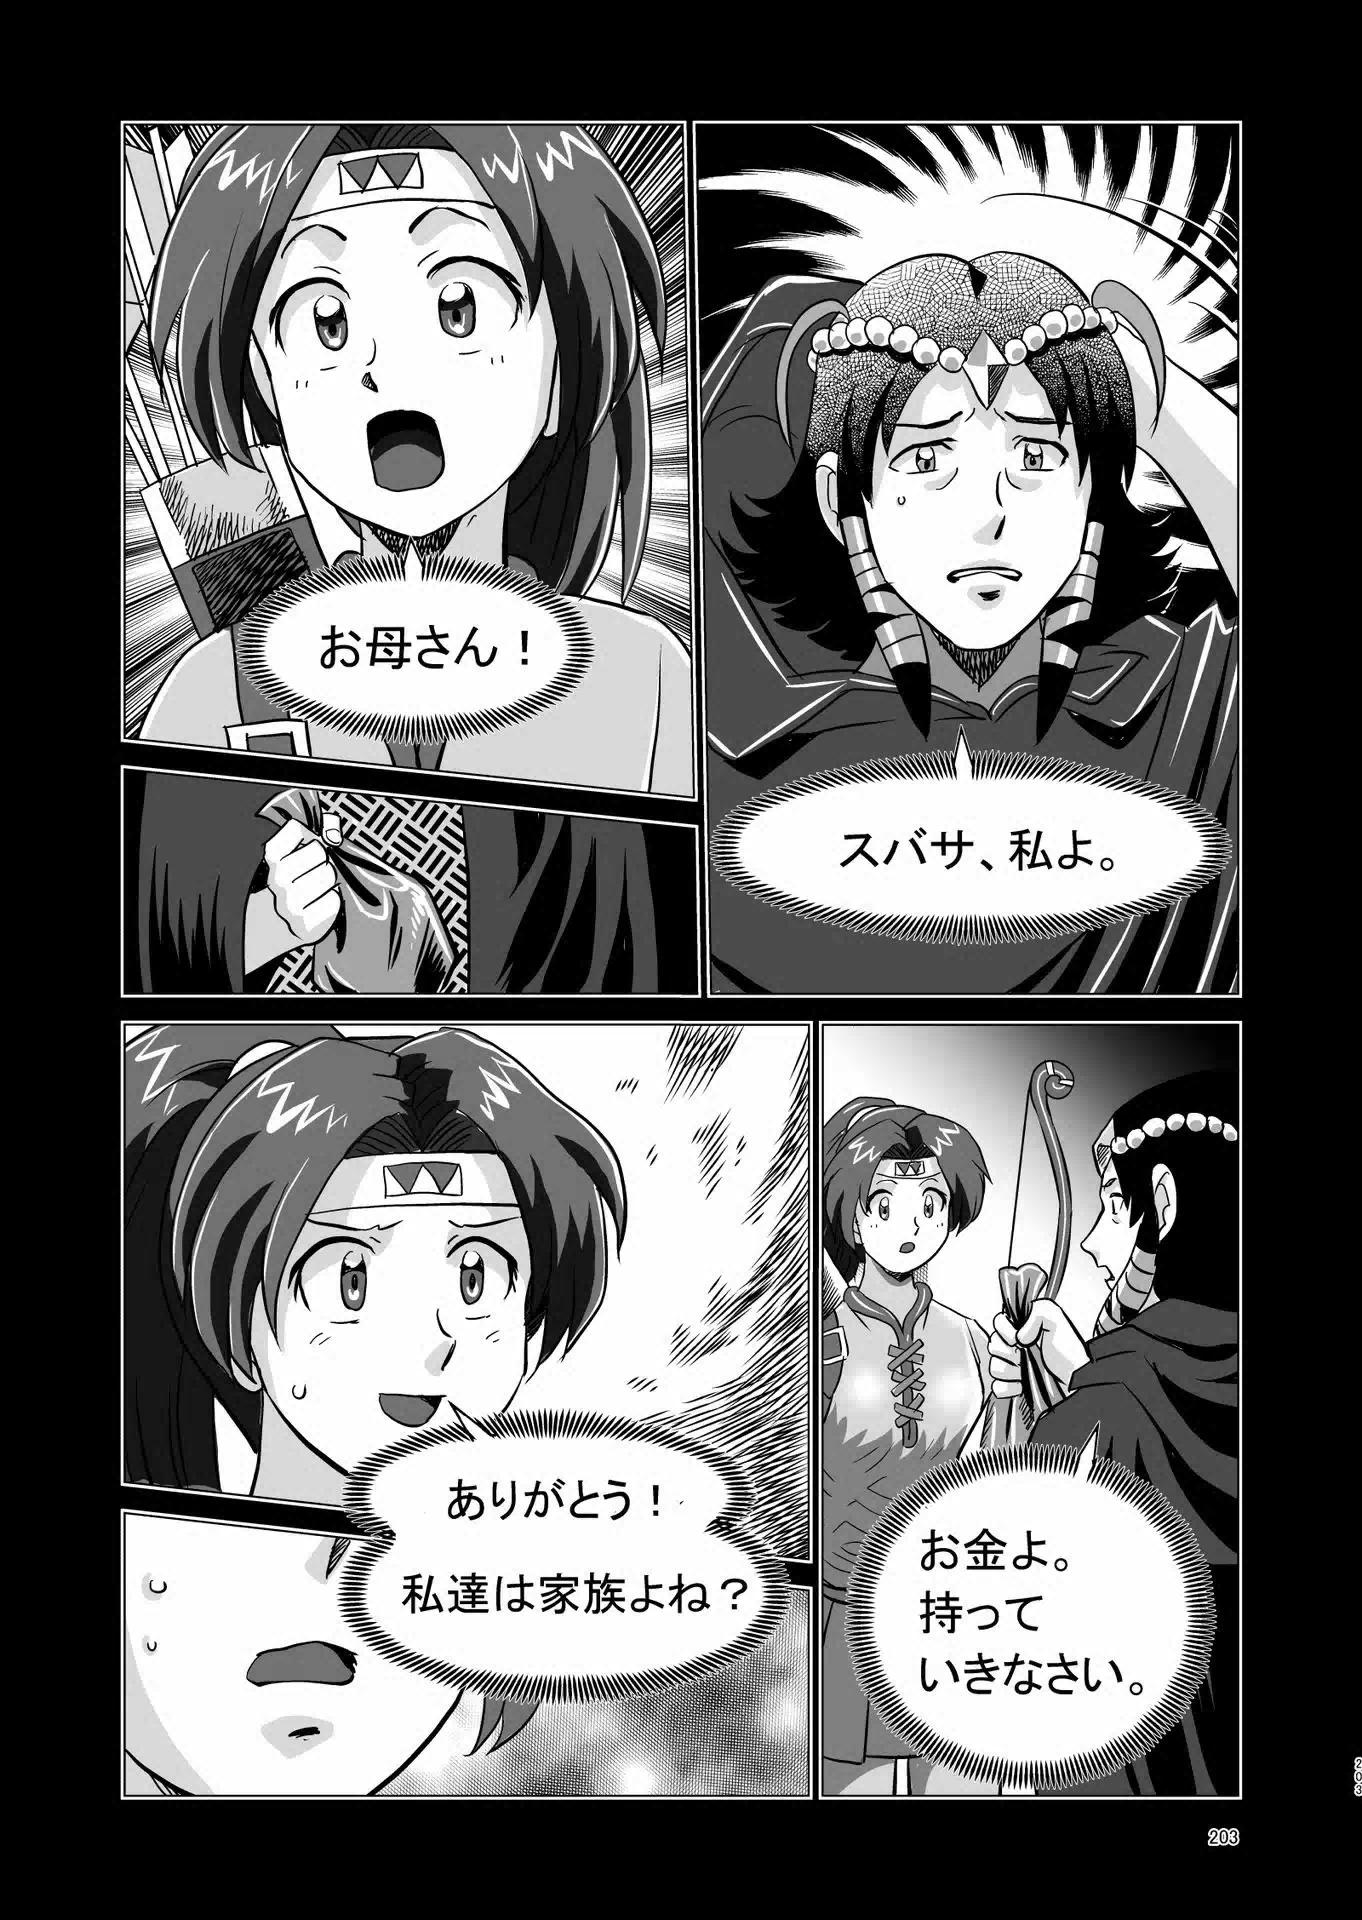 スバサ、私よ。
お母さん！
お金よ。
持って
いきなさい。
ありがとう！
私達は家族よね？
203
203